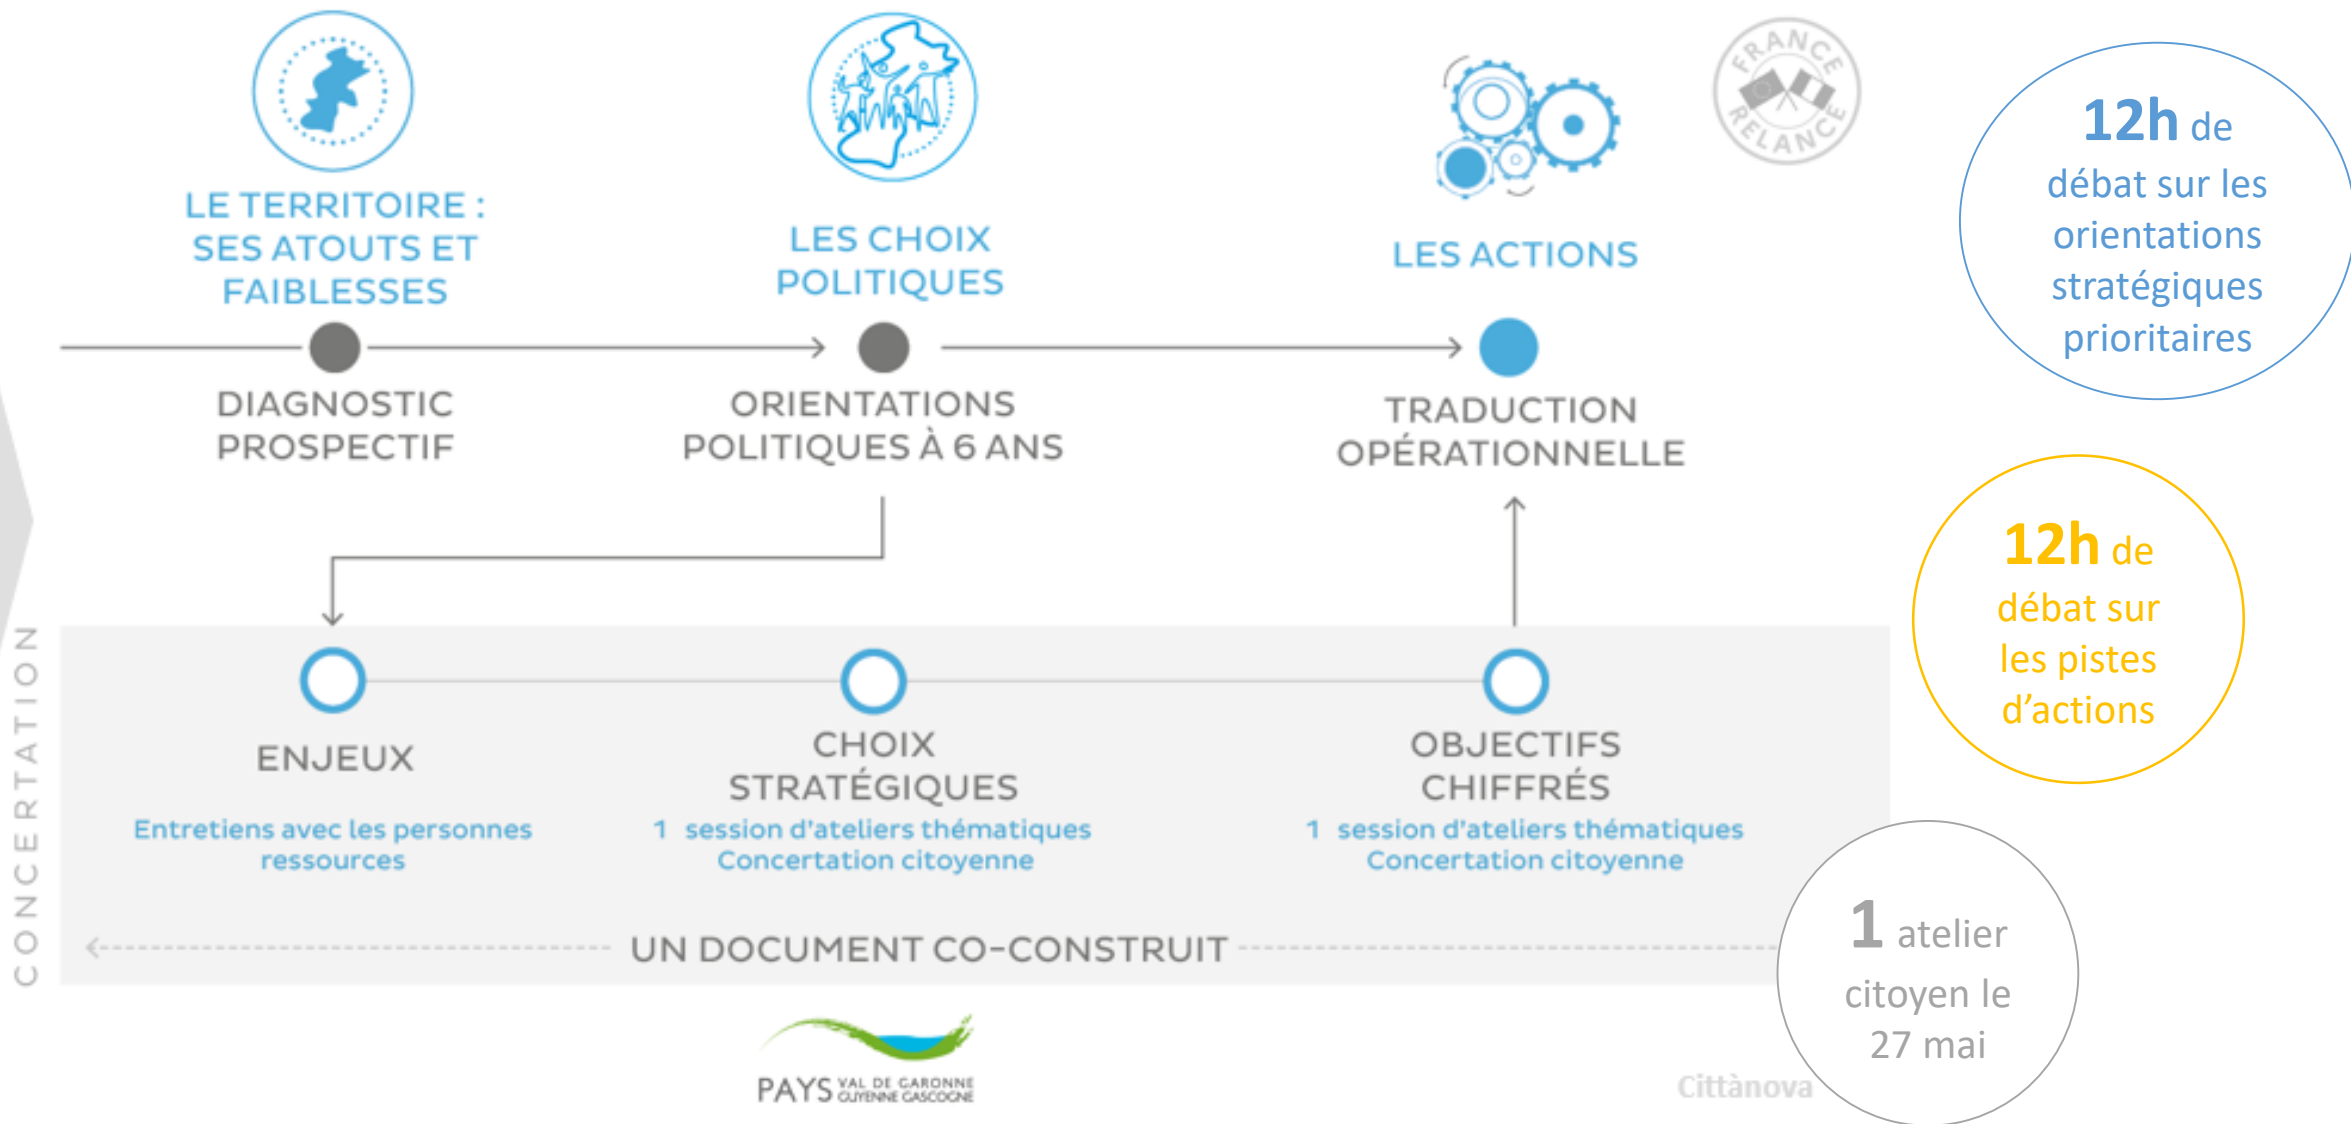 LE TERRITOIRE :
SES ATOUTS ET
FAIBLESSES
LES CHOIX
POLITIQUES
LES ACTIONS
FRANCE
RELANCE
12h de
débat sur les
orientations
stratégiques
prioritaires
DIAGNOSTIC
PROSPECTIF
ORIENTATIONS
POLITIQUES À 6 ANS
TRADUCTION
OPÉRATIONNELLE
12h de
débat sur
les pistes
d’actions
CONCERTATION
ENJEUX
Entretiens avec les personnes
ressources
CHOIX
STRATÉGIQUES
1 session d'ateliers thématiques
Concertation citoyenne
OBJECTIFS
CHIFFRÉS
1 session d'ateliers thématiques
Concertation citoyenne
UN DOCUMENT CO-CONSTRUIT
1 atelier
citoyen le
27 mai
PAYS VAL DE GARONNE
GUYENNE GASCOGNE
Cittànova